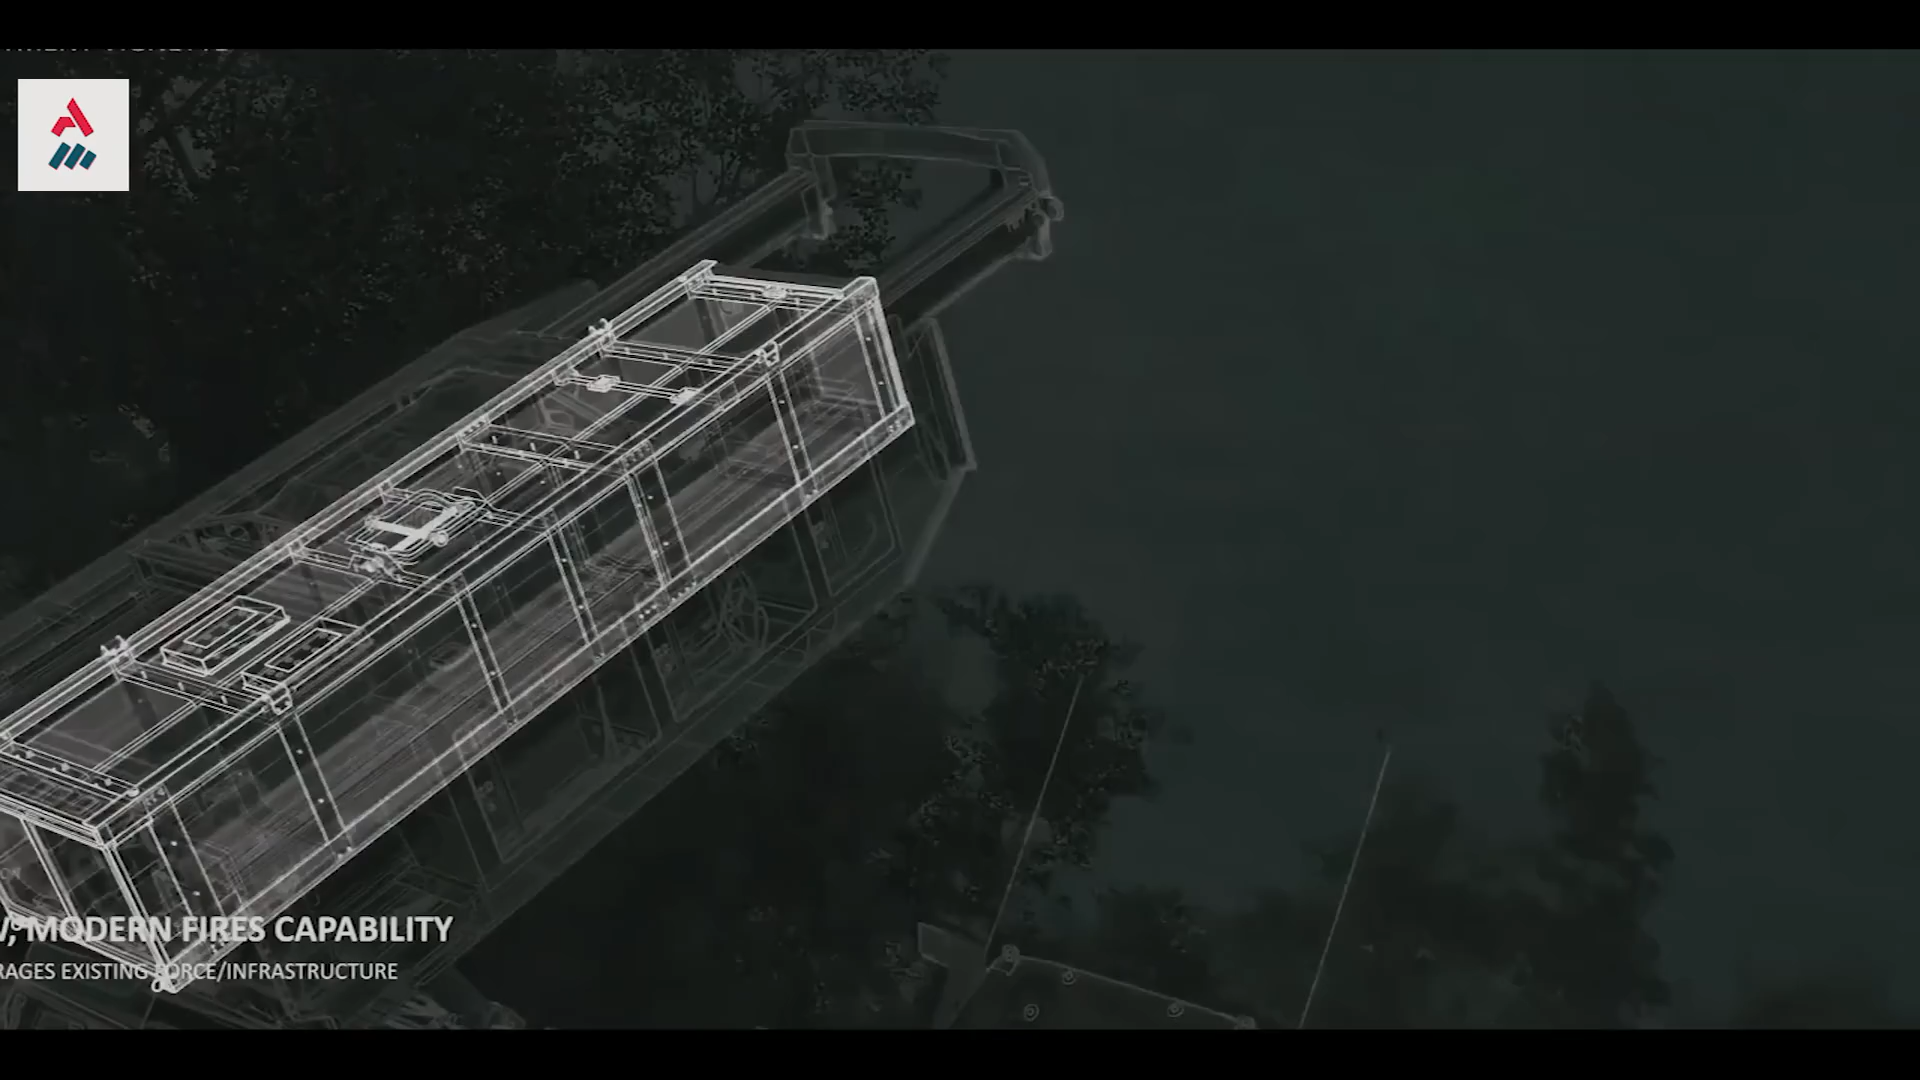 , MODERN FIRES CAPABILITY
RAGES EXISTING FORCE/INFRASTRUCTURE